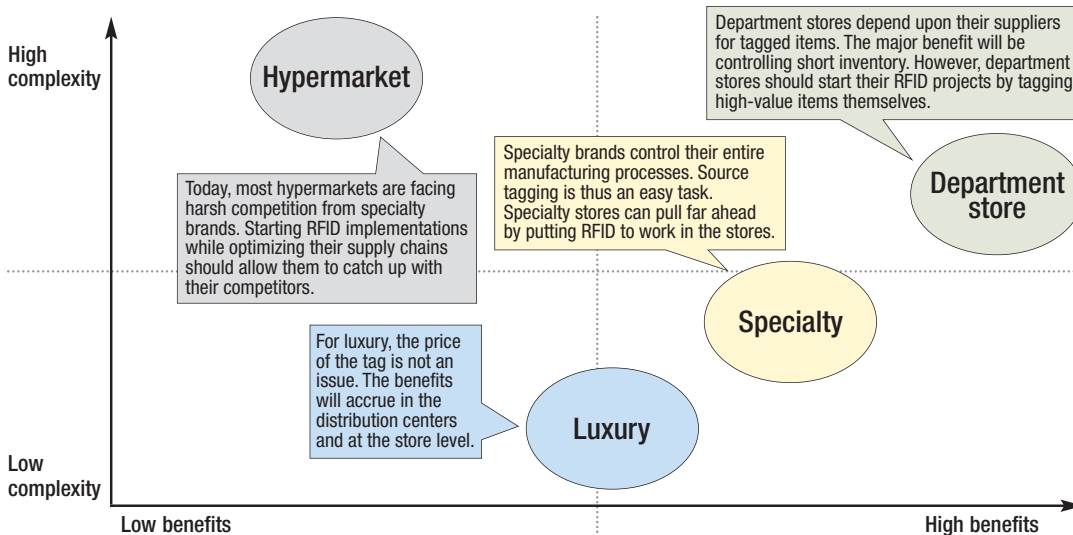 High
complexity
Hypermarket
Department stores depend upon their suppliers
for tagged items. The major benefit will be
controlling short inventory. However, department
stores should start their RFID projects by tagging
high-value items themselves.
Specialty brands control their entire
manufacturing processes. Source
tagging is thus an easy task.
Specialty stores can pull far ahead
by putting RFID to work in the stores.
Department
store
Today, most hypermarkets are facing
harsh competition from specialty
brands. Starting RFID implementations
while optimizing their supply chains
should allow them to catch up with
their competitors.
Specialty
For luxury, the price
of the tag is not an
issue. The benefits
will accrue in the
distribution centers
and at the store level.
Luxury
Low
complexity
Low benefits
High benefits